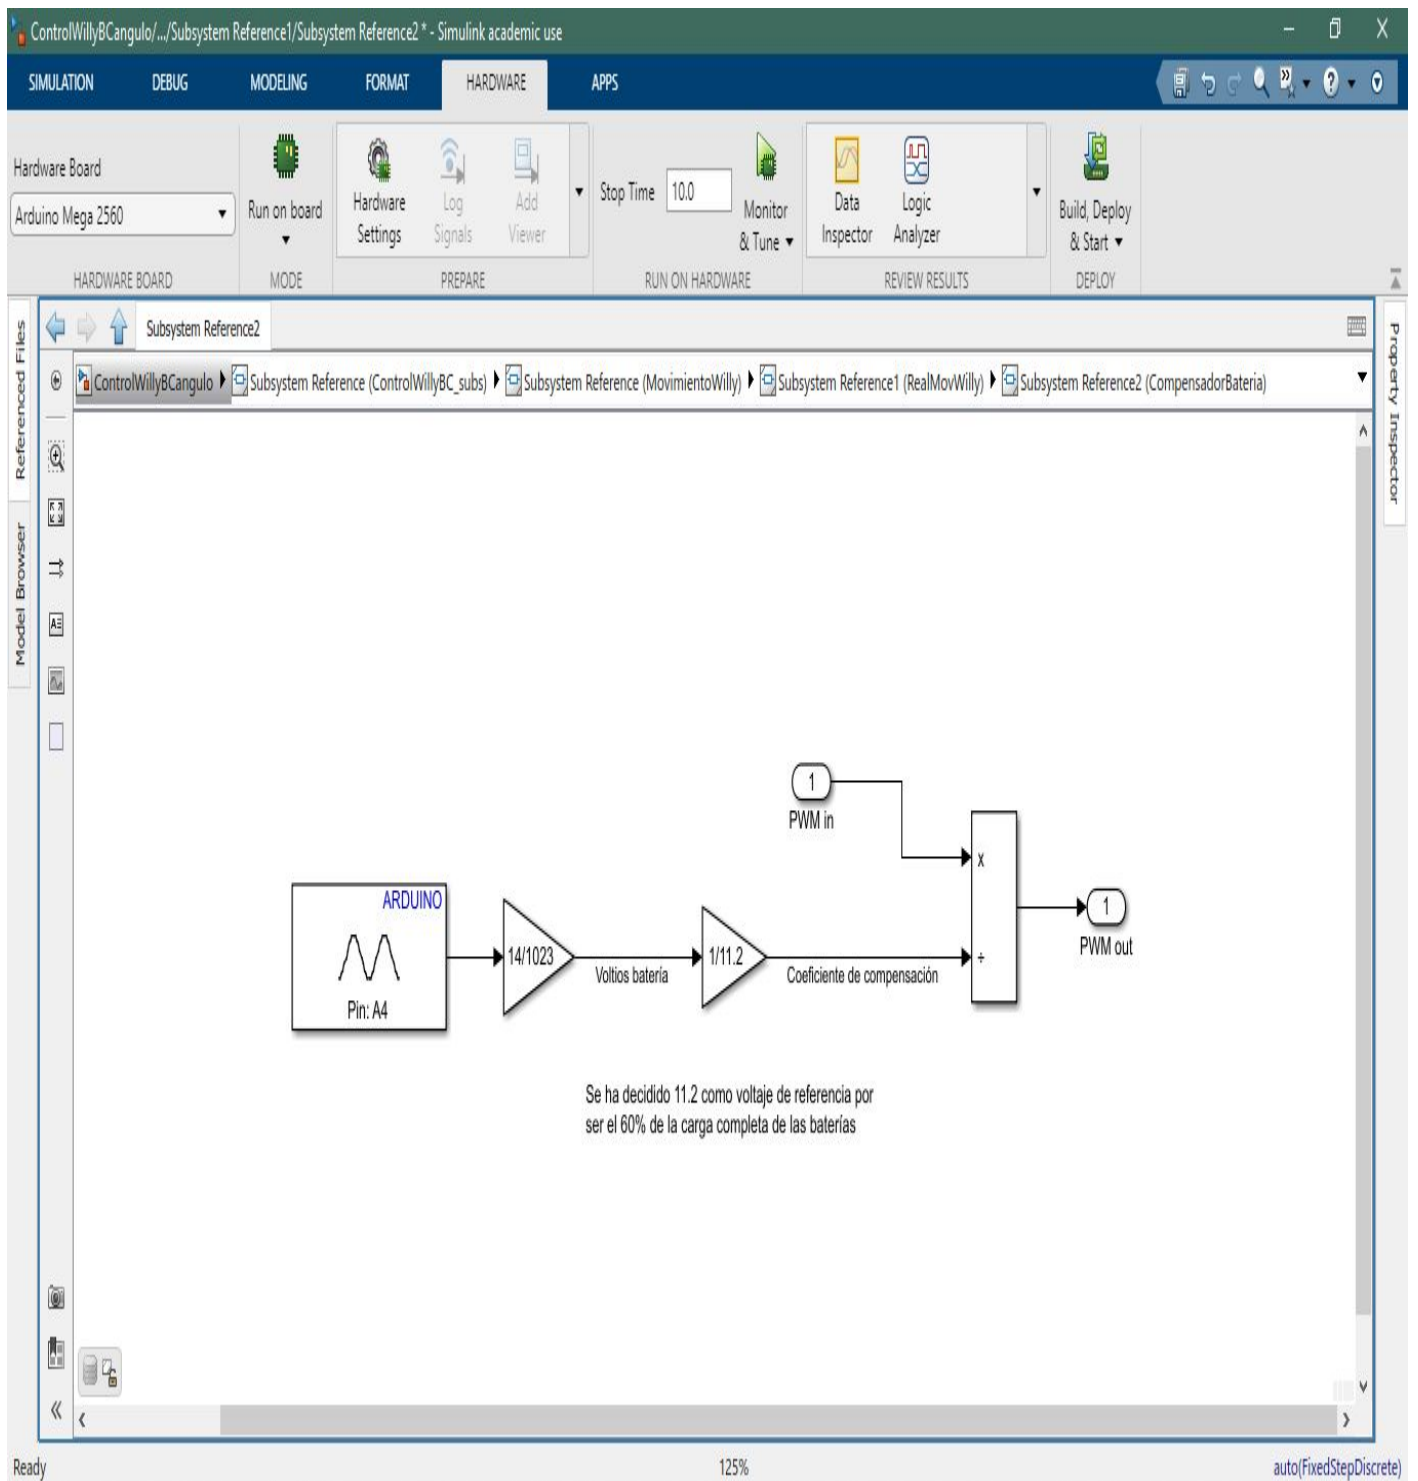 ControlWillyBCangulo/.../Subsystem Reference1/Subsystem Reference2 * - Simulink academic use
SIMULATION DEBUG MODELING FORMAT HARDWARE APPS
Hardware Board
Arduino Mega 2560
Run on board
Hardware Settings
Log Signals
Add Viewer
Stop Time 10.0
Monitor & Tune
Data Inspector
Logic Analyzer
Build, Deploy & Start
HARDWARE BOARD MODE PREPARE RUN ON HARDWARE REVIEW RESULTS DEPLOY
Referenced Files
Model Browser
Property Inspector
Subsystem Reference2
ControlWillyBCangulo Subsystem Reference (ControlWillyBC_subs) Subsystem Reference (MovimientoWilly) Subsystem Reference1 (RealMovWilly) Subsystem Reference2 (CompensadorBateria)
1
PWM in
ARDUINO
Pin: A4
14/1023
Voltios batería
1/11.2
Coeficiente de compensación
x
÷
1
PWM out
Se ha decidido 11.2 como voltaje de referencia por
ser el 60% de la carga completa de las baterías
Ready 125% auto(FixedStepDiscrete)